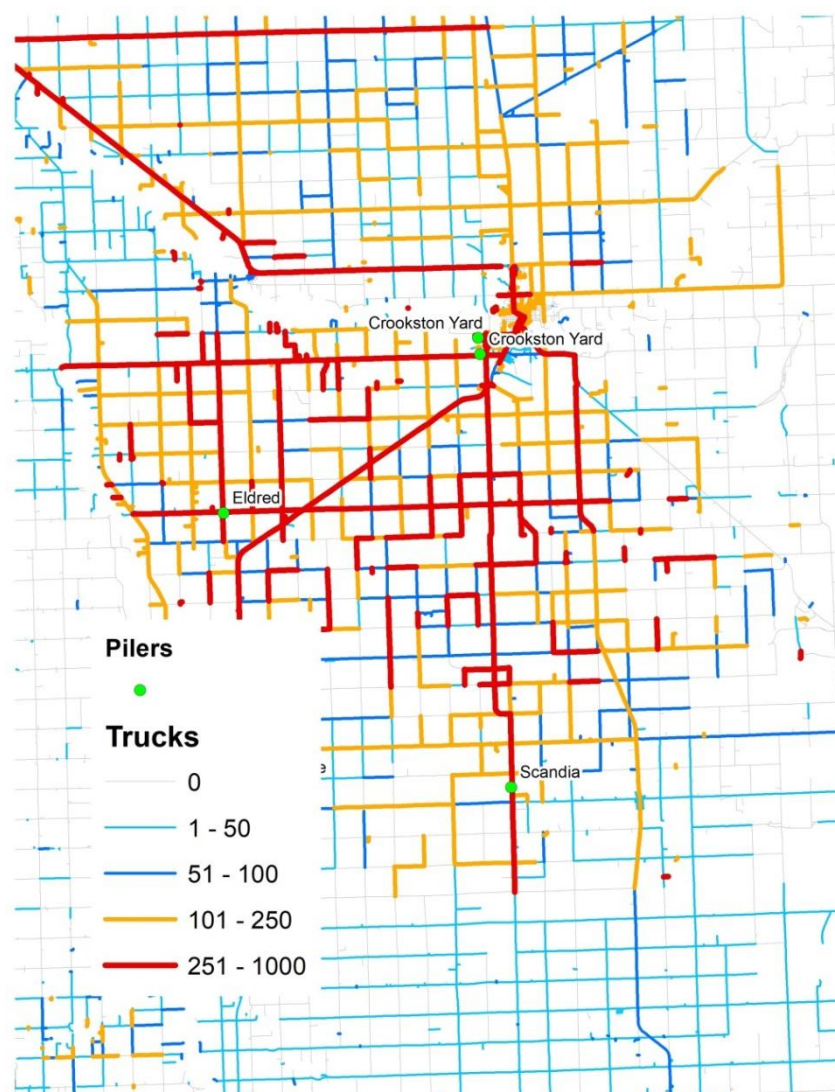 Crookston Yard
Crookston Yard
Eldred
Pilers
Trucks
0
e
Scandia
1 - 50
51 - 100
101 - 250
251 - 1000